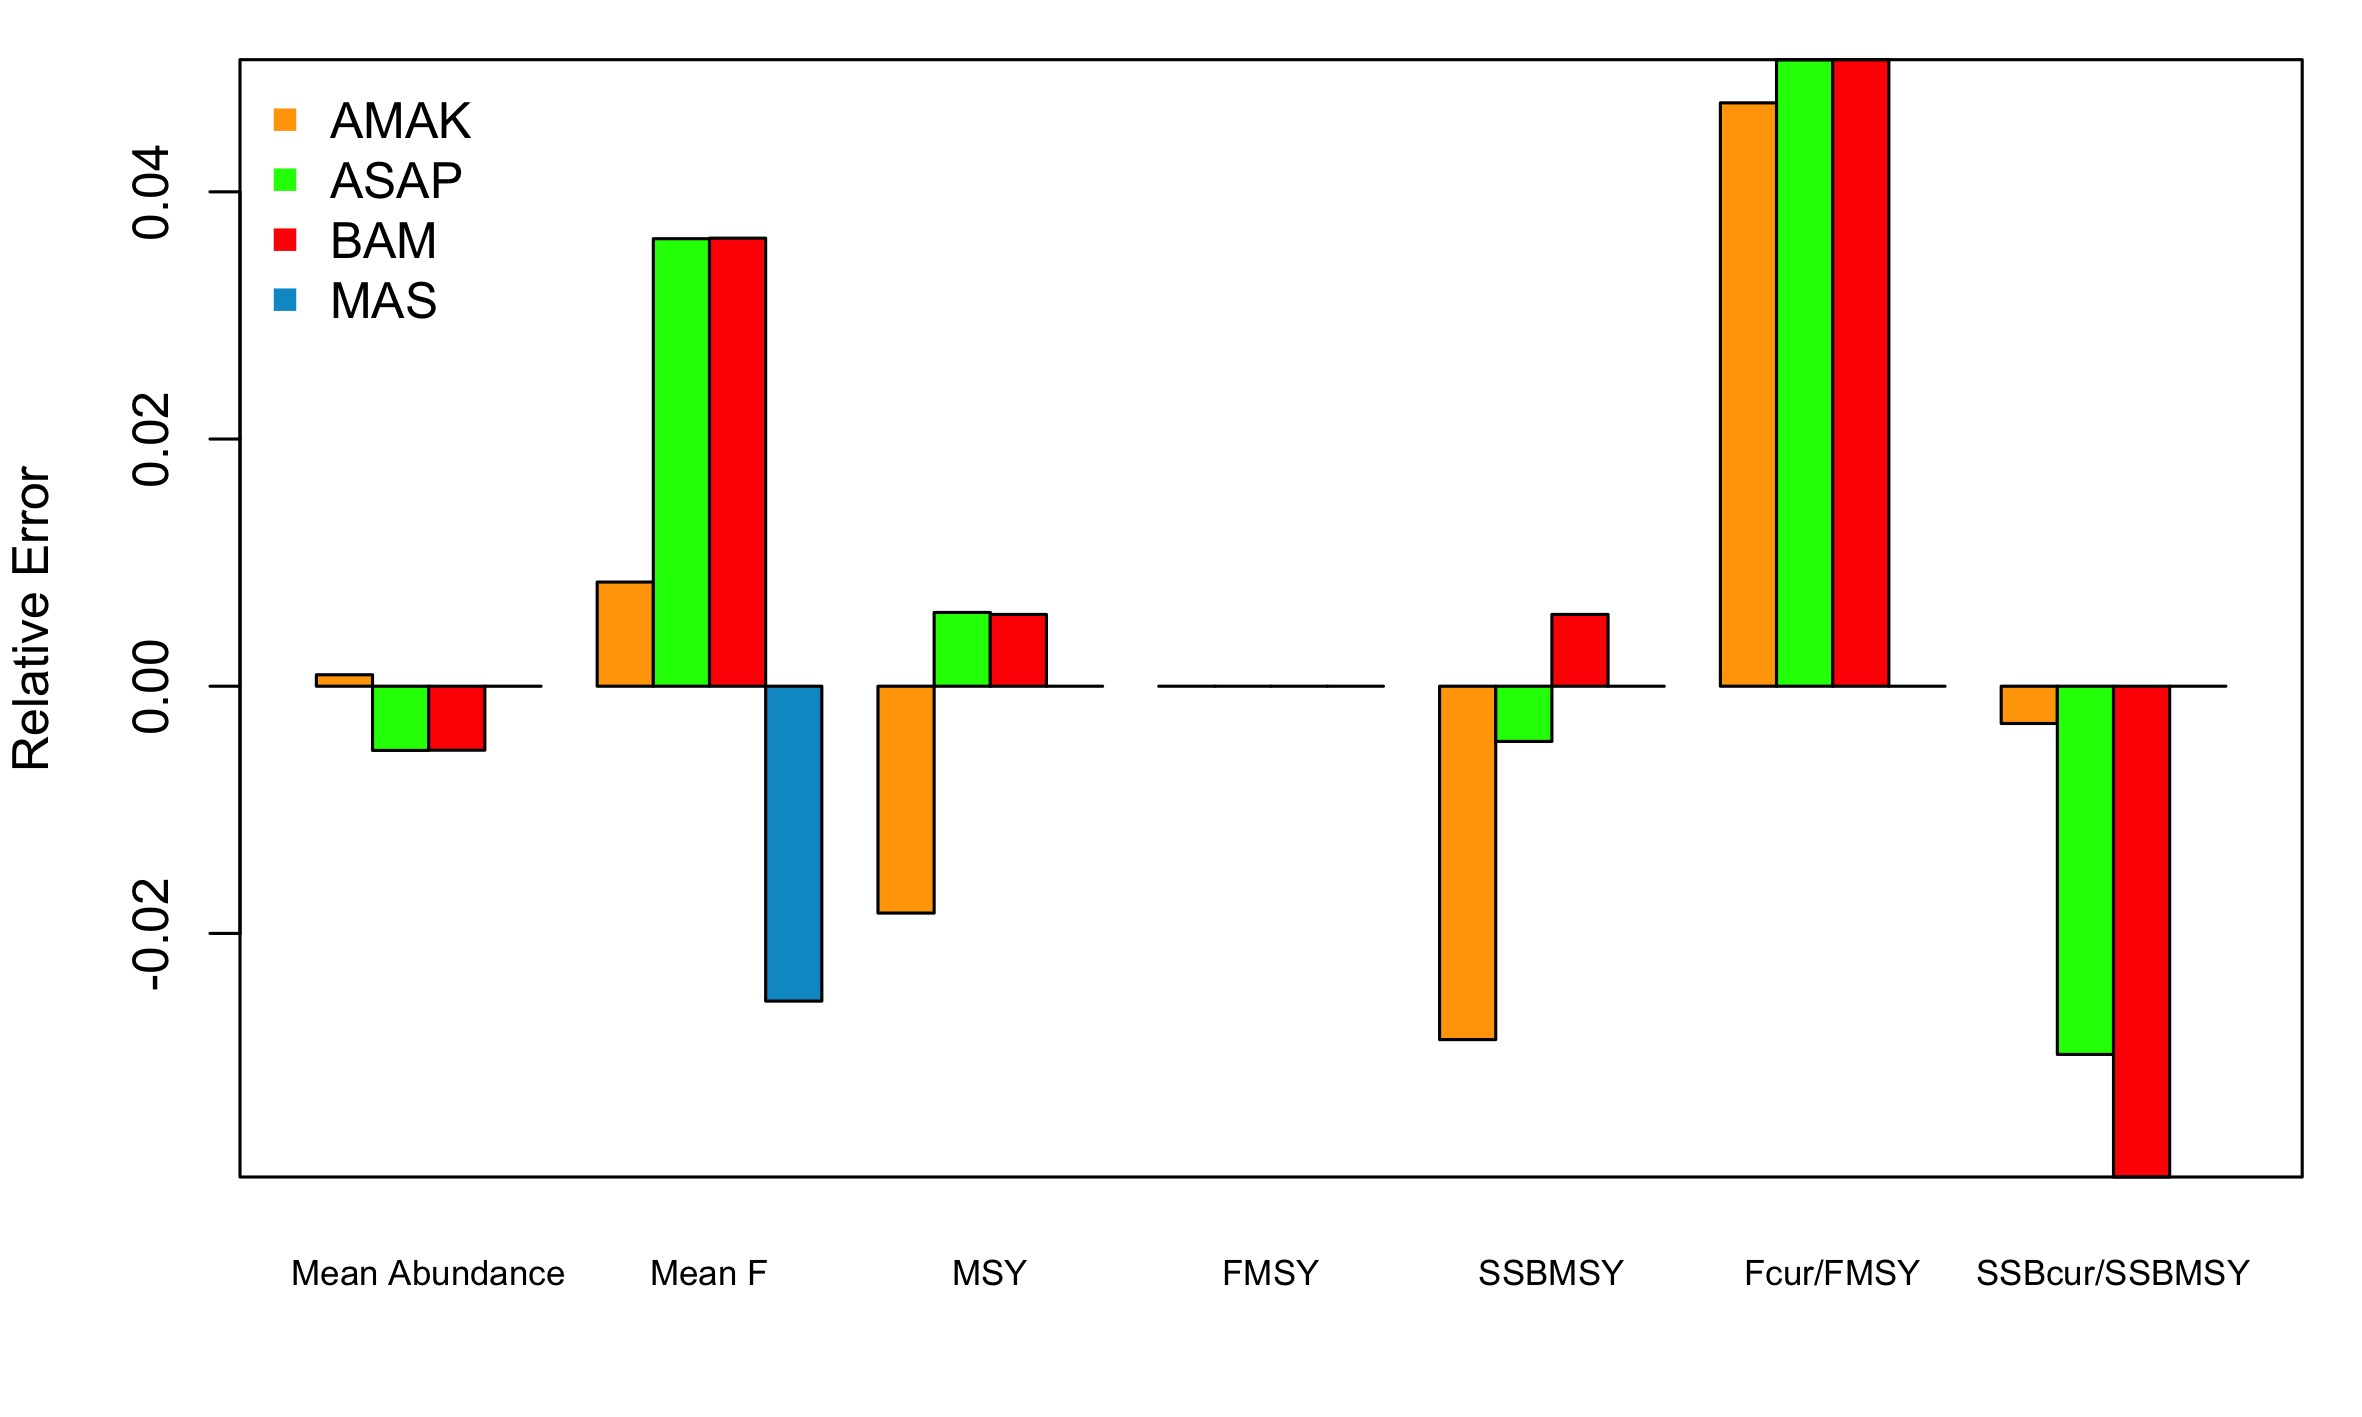 AMAK
ASAP
BAM
MAS
Relative Error
0.04
0.02
0.00
-0.02
Mean Abundance
Mean F
MSY
FMSY
SSBMSY
Fcur/FMSY
SSBcur/SSBMSY